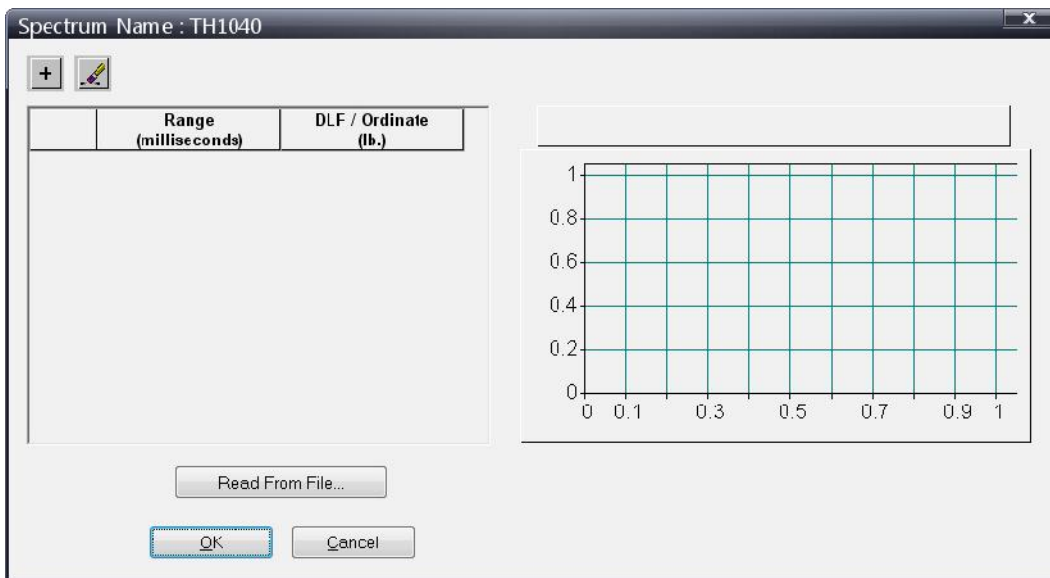 Spectrum Name : TH1040
x
+
Range
(milliseconds)
DLF / Ordinate
(lb.)
1
0.8
0.6
0.4
0.2
0
0 0.1 0.3 0.5 0.7 0.9 1
Read From File...
OK
Cancel